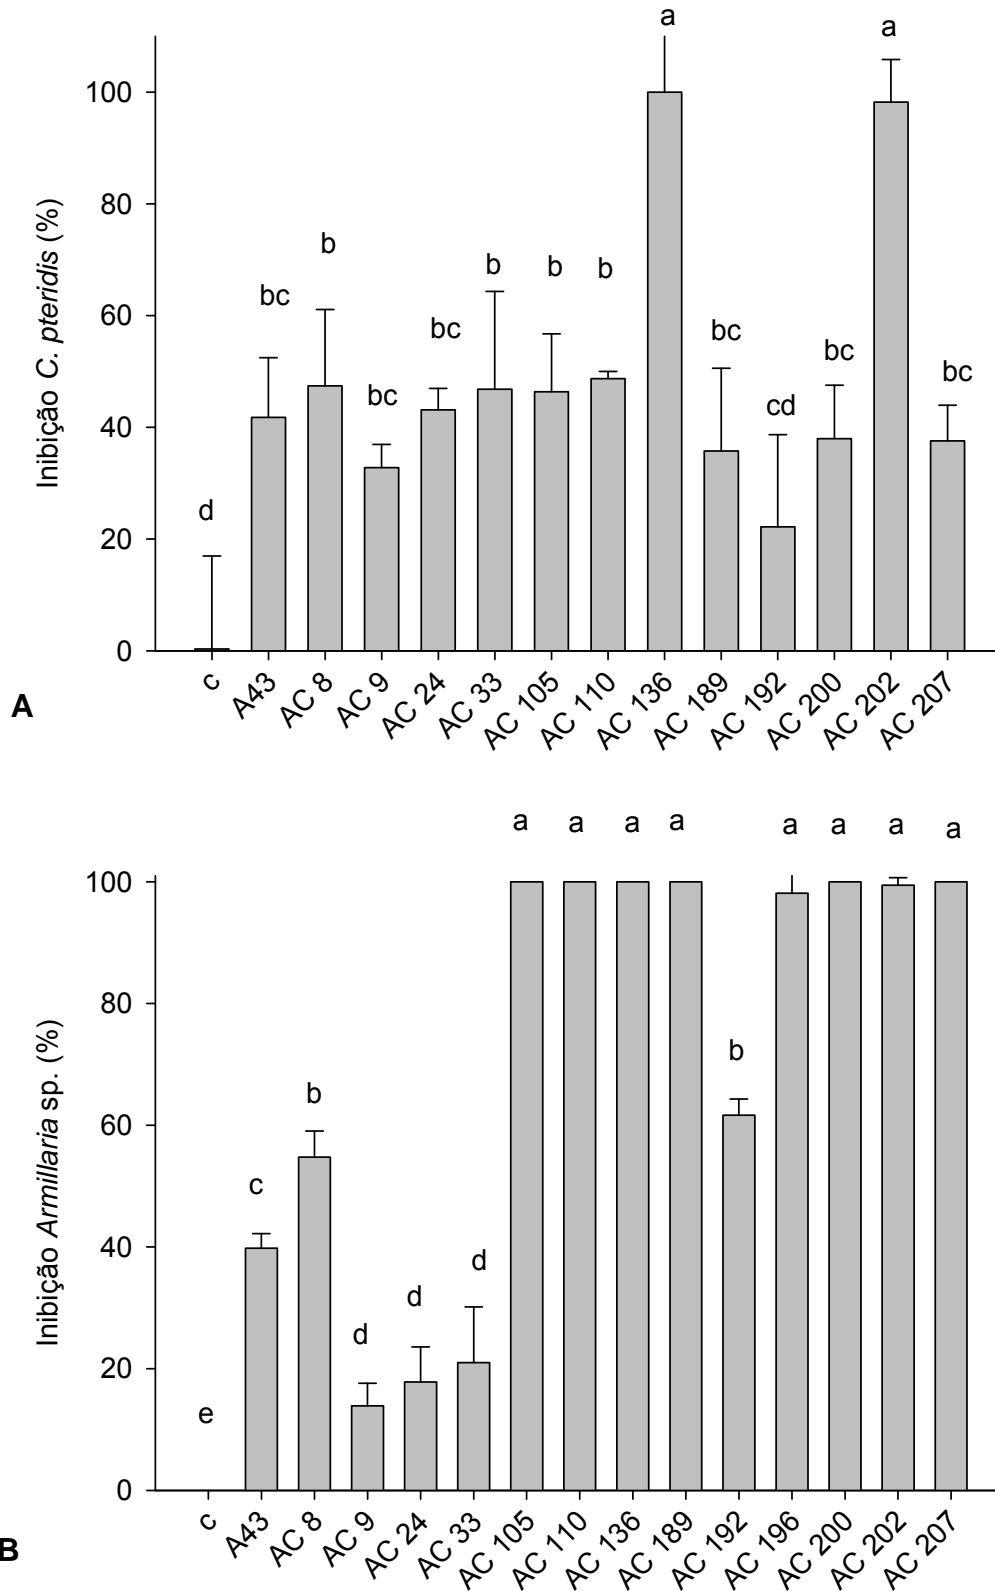 a
a
100
80
b
b
b
b
bc
60
bc
bc
bc
bc
bc
40
cd
d
20
0
Inibição C. pteridis (%)
c
A43
AC 8
AC 9
AC 24
AC 33
AC 105
AC 110
AC 136
AC 189
AC 192
AC 200
AC 202
AC 207
A
a
a
a
a
a
a
a
a
100
80
b
b
60
c
40
d
d
d
20
e
0
Inibição Armillaria sp. (%)
c
A43
AC 8
AC 9
AC 24
AC 33
AC 105
AC 110
AC 136
AC 189
AC 192
AC 196
AC 200
AC 202
AC 207
B